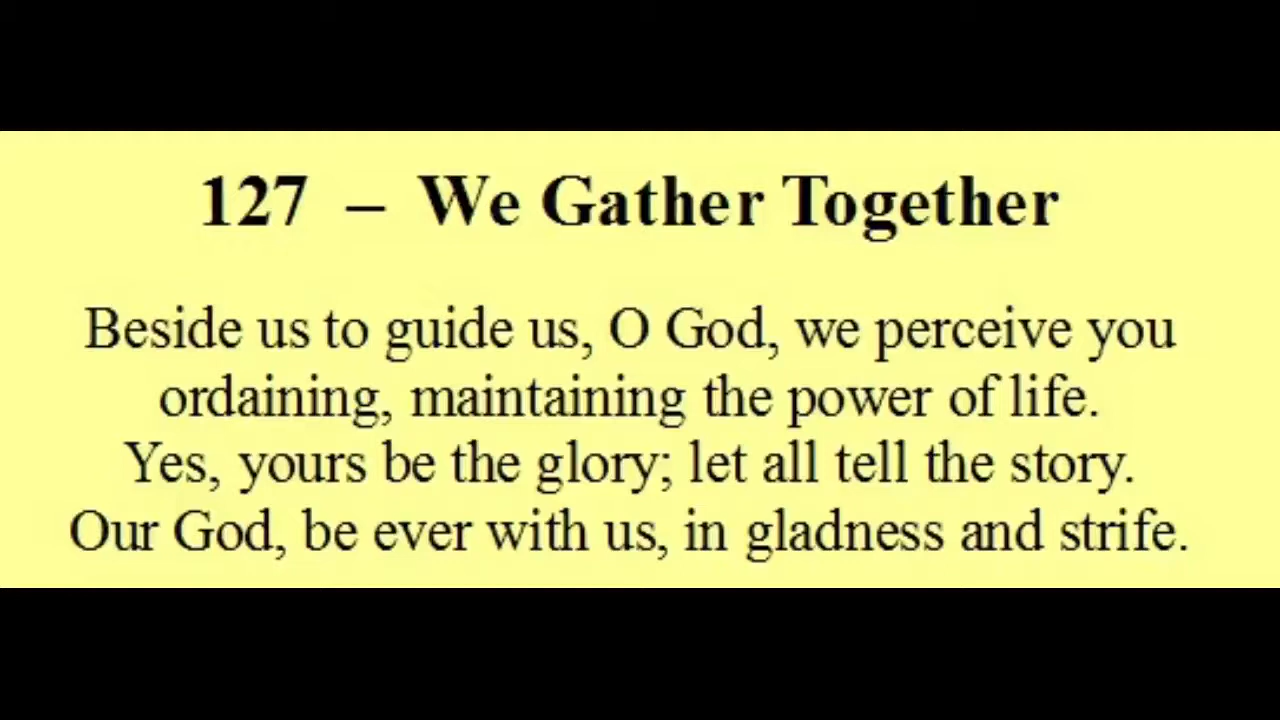 127 – We Gather Together
Beside us to guide us, O God, we perceive you
ordaining, maintaining the power of life.
Yes, yours be the glory; let all tell the story.
Our God, be ever with us, in gladness and strife.